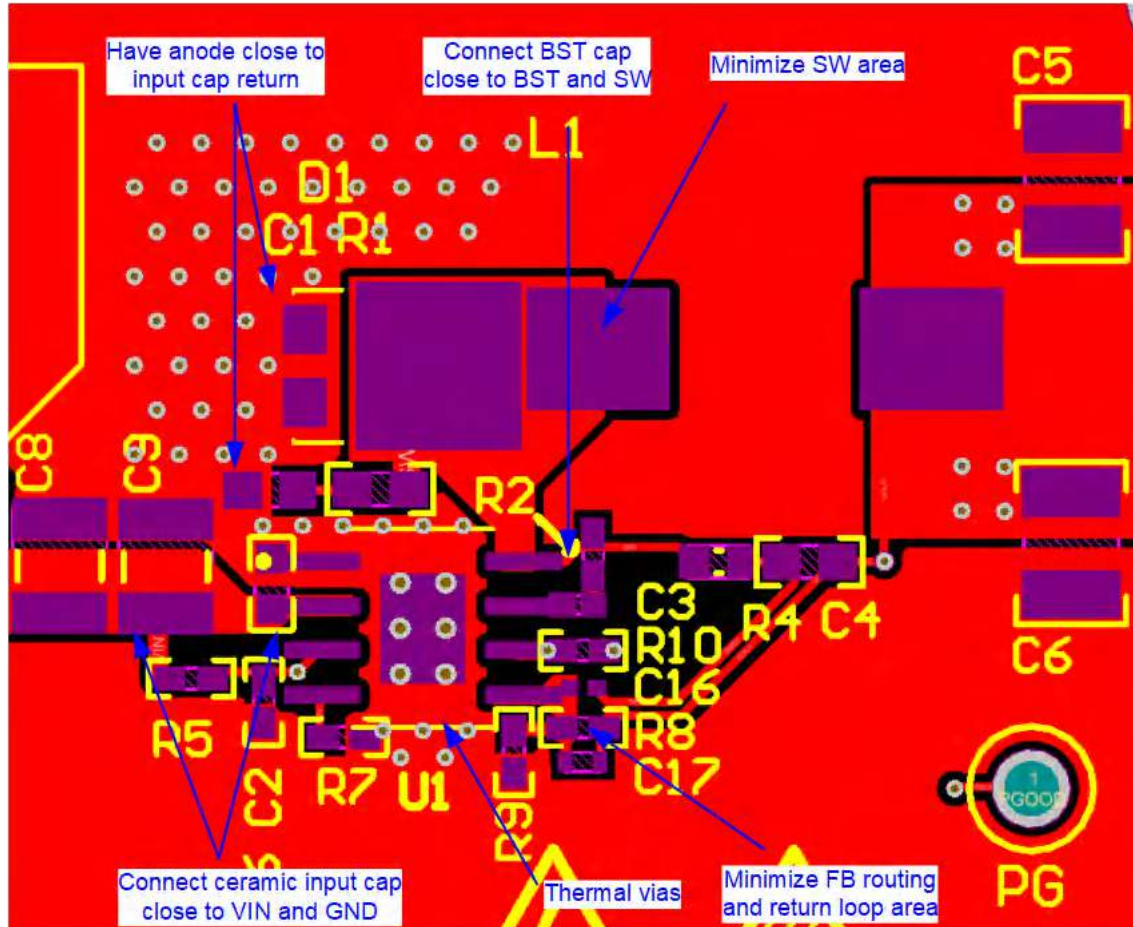 Have anode close to
input cap return
Connect BST cap
close to BST and SW
Minimize SW area
C5
L1
D1
C1 R1
C8
C9
R2
C3
R4
C4
R10
C6
C16
R5
C2
R7
U1
R9
R8
C17
1
PGOOD
PG
VIN
Connect ceramic input cap
close to VIN and GND
Thermal vias
Minimize FB routing
and return loop area